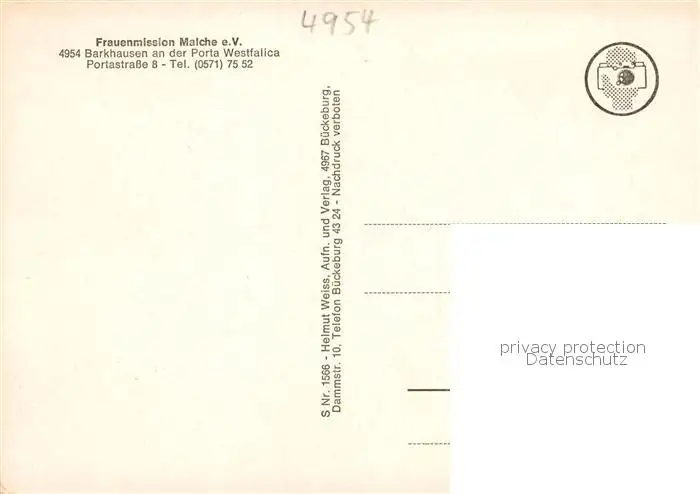 4954
Frauenmission Malche e.V.
4954 Barkhausen an der Porta Westfalica
Portastraße 8 - Tel. (0571) 75 52
S Nr. 1566 - Helmut Weiss, Aufn. und Verlag, 4967 Bückeburg,
Dammstr. 10, Telefon Bückeburg 43 24 - Nachdruck verboten
privacy protection
Datenschutz